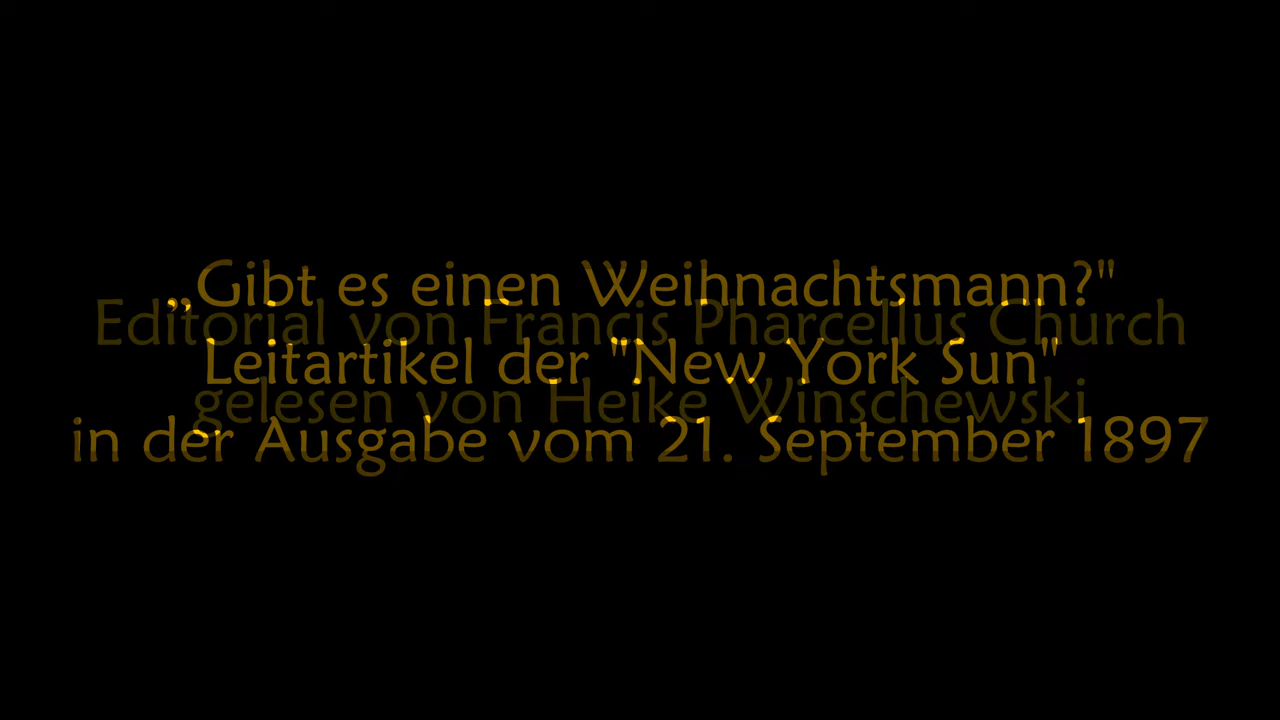 „Gibt es einen Weihnachtsmann?"
Editorial von Francis Pharcellus Church
Leitartikel der "New York Sun"
gelesen von Heike Winschewski
in der Ausgabe vom 21. September 1897